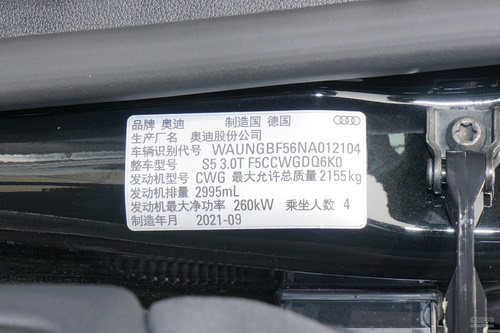 品牌 奥迪 制造国 德国
生产厂名 奥迪股份公司
车辆识别代号 WAUNGBF56NA012104
整车型号 S5 3.0T F5CCWGDQ6K0
发动机型号 CWG 最大允许总质量 2155kg
发动机排量 2995mL
发动机最大净功率 260kW 乘坐人数 4
制造年月 2021-09